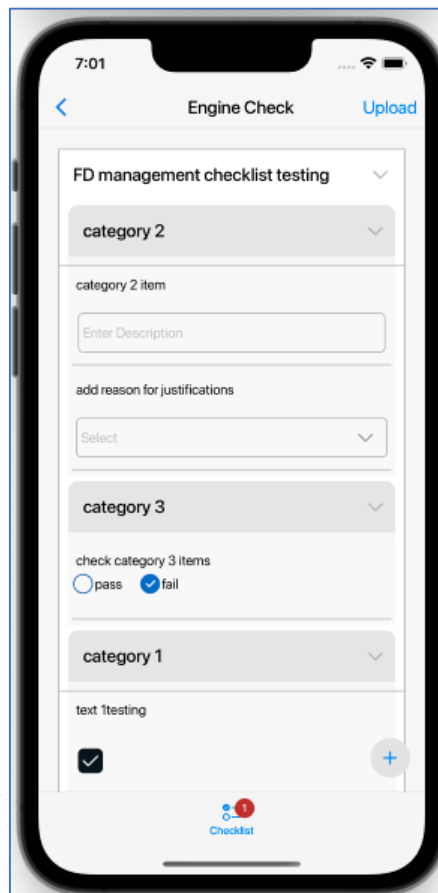 7:01
Engine Check
Upload
FD management checklist testing
category 2
category 2 item
Enter Description
add reason for justifications
Select
category 3
check category 3 items
pass fail
category 1
text 1testing
+
1
Checklist